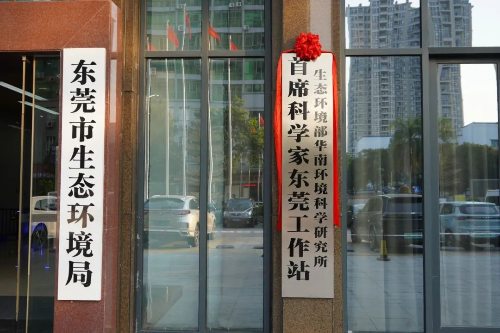 东莞市生态环境局
生态环境部华南环境科学研究所
首席科学家东莞工作站